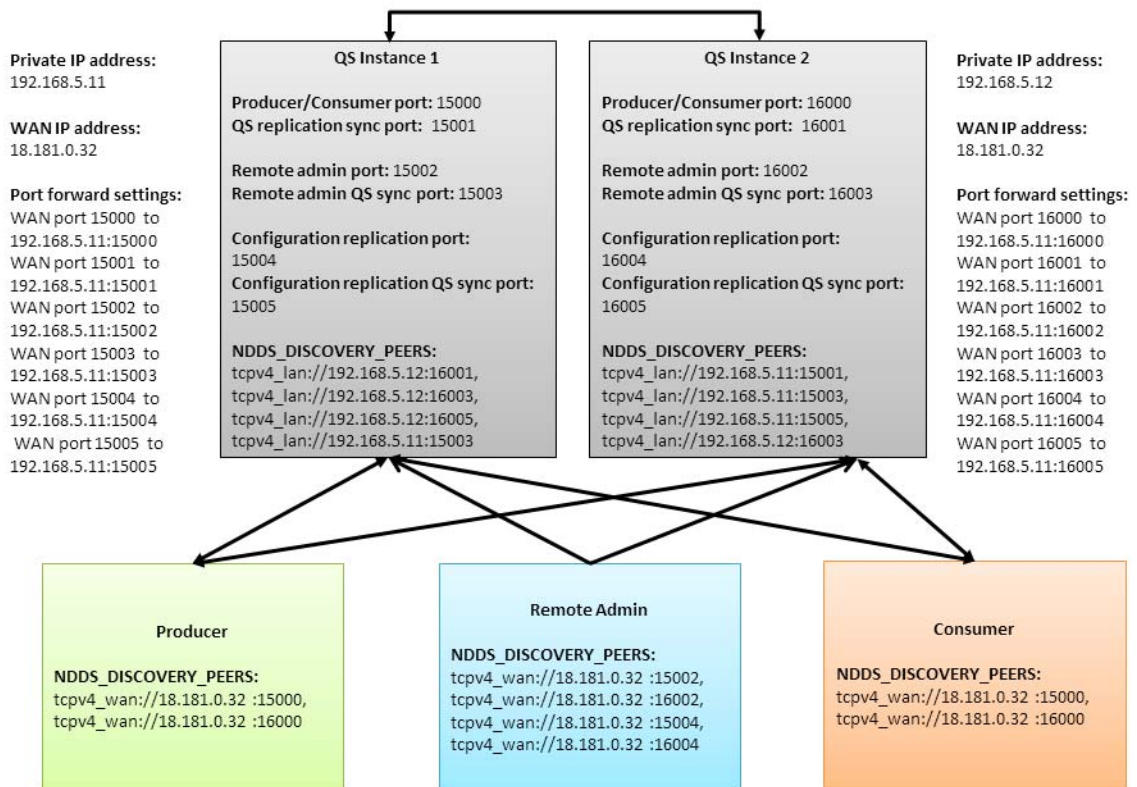 Private IP address:
192.168.5.11
WAN IP address:
18.181.0.32
Port forward settings:
WAN port 15000 to
192.168.5.11:15000
WAN port 15001 to
192.168.5.11:15001
WAN port 15002 to
192.168.5.11:15002
WAN port 15003 to
192.168.5.11:15003
WAN port 15004 to
192.168.5.11:15004
WAN port 15005 to
192.168.5.11:15005
QS Instance 1
Producer/Consumer port: 15000
QS replication sync port: 15001
Remote admin port: 15002
Remote admin QS sync port: 15003
Configuration replication port:
15004
Configuration replication QS sync port:
15005
NDDS_DISCOVERY_PEERS:
tcpv4_lan://192.168.5.12:16001,
tcpv4_lan://192.168.5.12:16003,
tcpv4_lan://192.168.5.12:16005,
tcpv4_lan://192.168.5.11:15003
QS Instance 2
Producer/Consumer port: 16000
QS replication sync port: 16001
Remote admin port: 16002
Remote admin QS sync port: 16003
Configuration replication port:
16004
Configuration replication QS sync port:
16005
NDDS_DISCOVERY_PEERS:
tcpv4_lan://192.168.5.11:15001,
tcpv4_lan://192.168.5.11:15003,
tcpv4_lan://192.168.5.11:15005,
tcpv4_lan://192.168.5.12:16003
Private IP address:
192.168.5.12
WAN IP address:
18.181.0.32
Port forward settings:
WAN port 16000 to
192.168.5.11:16000
WAN port 16001 to
192.168.5.11:16001
WAN port 16002 to
192.168.5.11:16002
WAN port 16003 to
192.168.5.11:16003
WAN port 16004 to
192.168.5.11:16004
WAN port 16005 to
192.168.5.11:16005
Producer
NDDS_DISCOVERY_PEERS:
tcpv4_wan://18.181.0.32 :15000,
tcpv4_wan://18.181.0.32 :16000
Remote Admin
NDDS_DISCOVERY_PEERS:
tcpv4_wan://18.181.0.32 :15002,
tcpv4_wan://18.181.0.32 :16002,
tcpv4_wan://18.181.0.32 :15004,
tcpv4_wan://18.181.0.32 :16004
Consumer
NDDS_DISCOVERY_PEERS:
tcpv4_wan://18.181.0.32 :15000,
tcpv4_wan://18.181.0.32 :16000